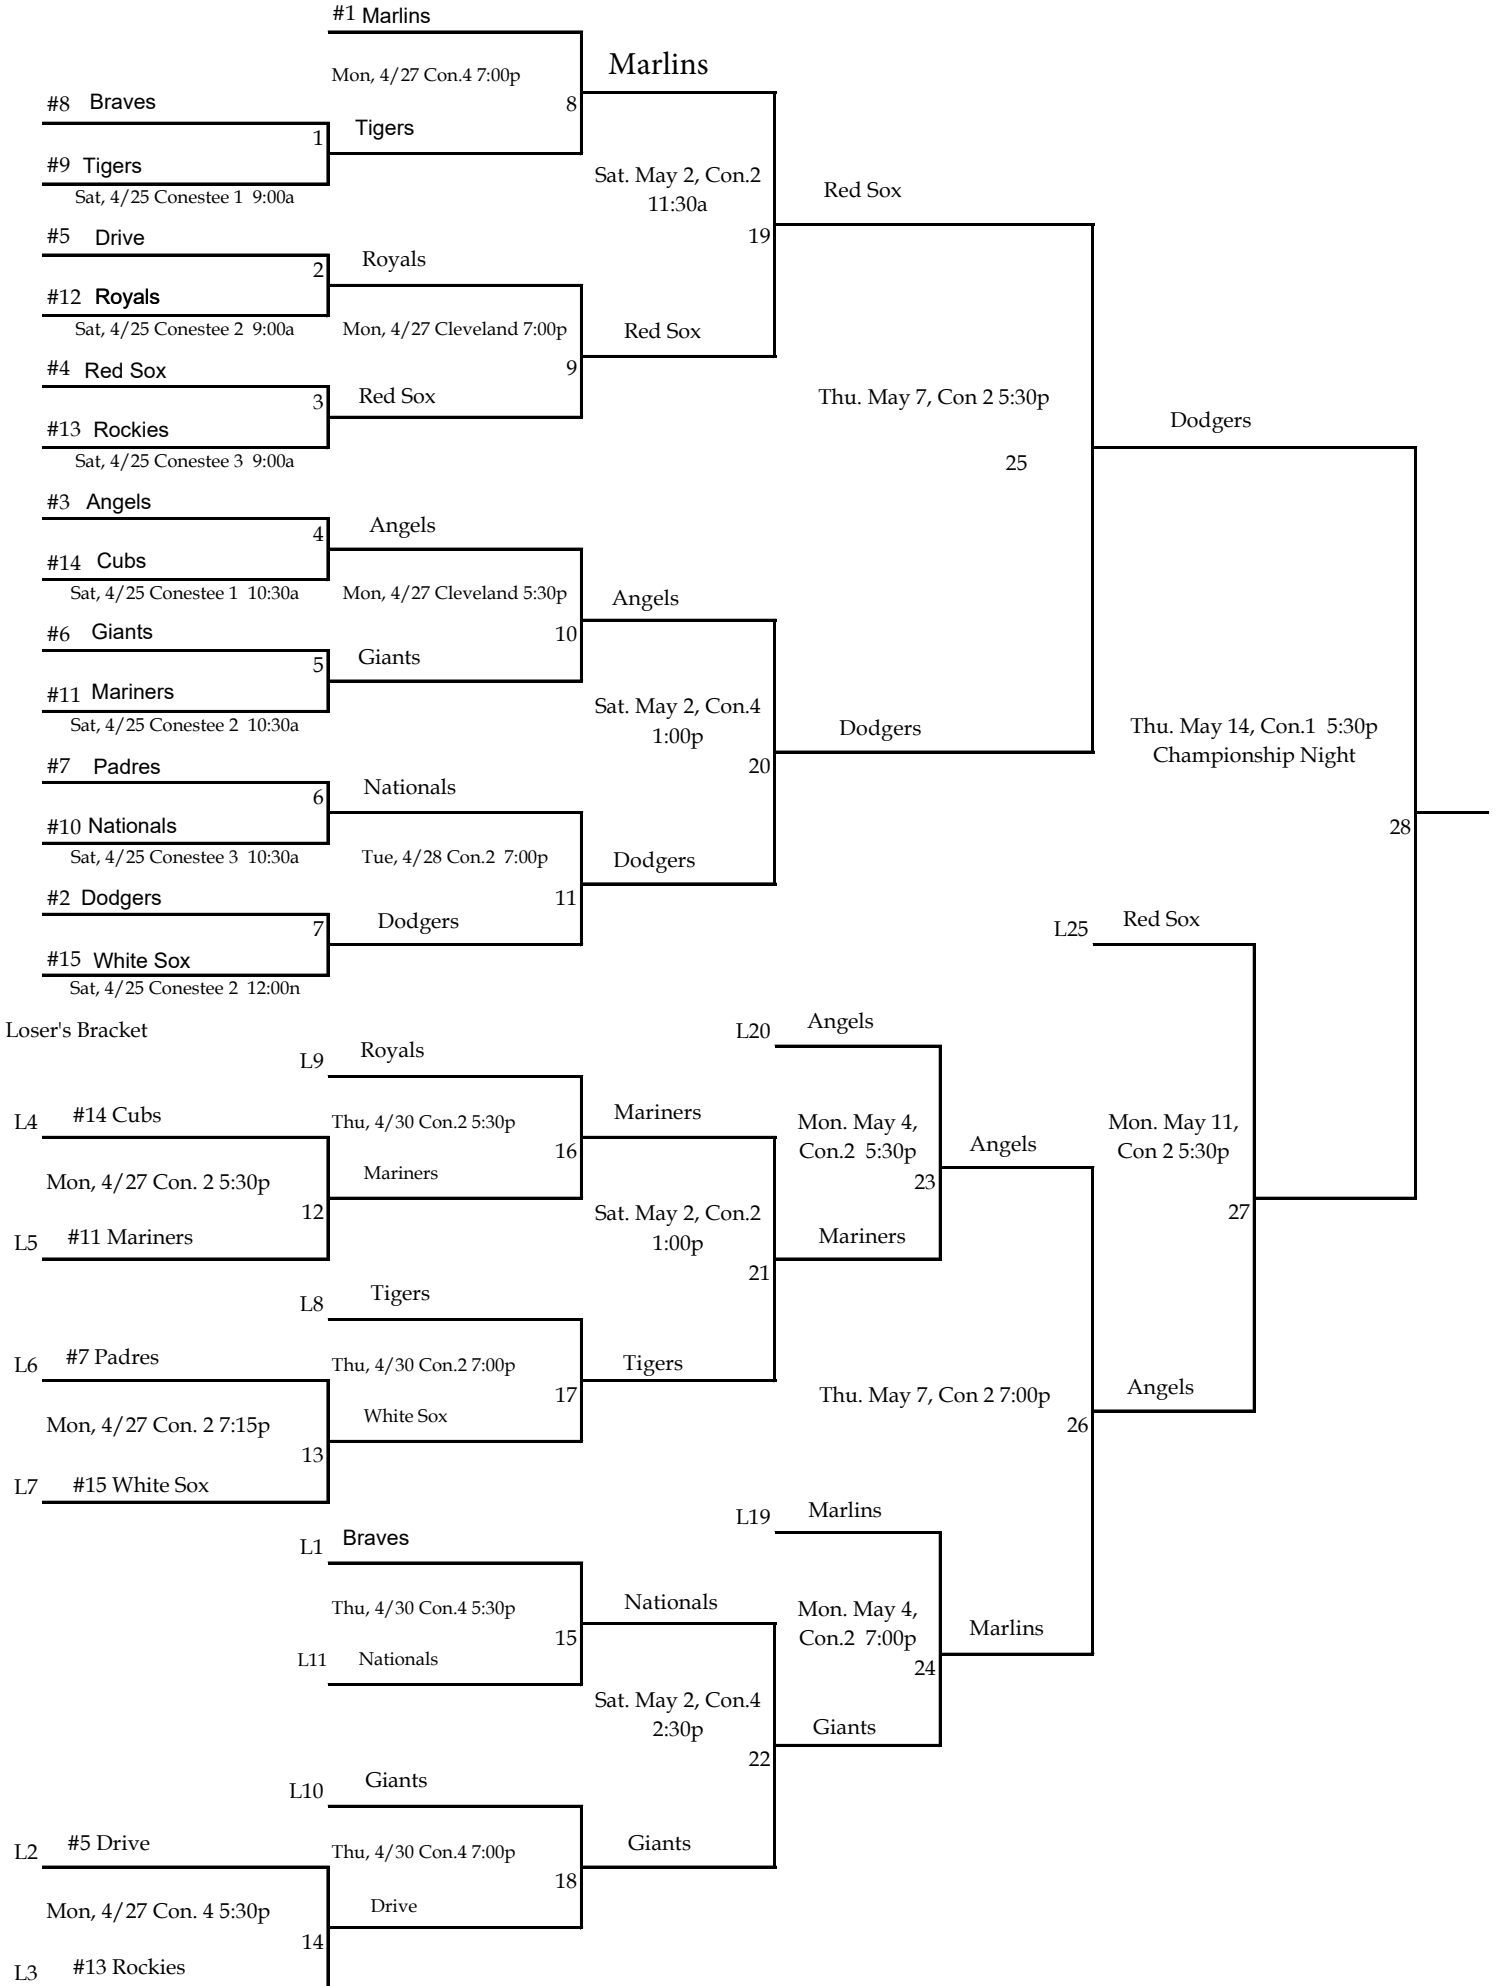 #1 Marlins
Mon, 4/27 Con.4 7:00p
Marlins
#8 Braves
8
1
Tigers
#9 Tigers
Sat, 4/25 Conestee 1 9:00a
Sat. May 2, Con.2
11:30a
Red Sox
19
#5 Drive
2
Royals
#12 Royals
Sat, 4/25 Conestee 2 9:00a
Mon, 4/27 Cleveland 7:00p
Red Sox
9
#4 Red Sox
3
Red Sox
#13 Rockies
Sat, 4/25 Conestee 3 9:00a
Thu. May 7, Con 2 5:30p
25
Dodgers
#3 Angels
4
Angels
#14 Cubs
Sat, 4/25 Conestee 1 10:30a
Mon, 4/27 Cleveland 5:30p
Angels
10
#6 Giants
5
Giants
#11 Mariners
Sat, 4/25 Conestee 2 10:30a
Sat. May 2, Con.4
1:00p
Dodgers
20
Thu. May 14, Con.1 5:30p
Championship Night
28
#7 Padres
6
Nationals
#10 Nationals
Sat, 4/25 Conestee 3 10:30a
Tue, 4/28 Con.2 7:00p
Dodgers
11
#2 Dodgers
7
Dodgers
#15 White Sox
Sat, 4/25 Conestee 2 12:00n
L25 Red Sox
Loser's Bracket
L9 Royals
L20 Angels
L4 #14 Cubs
Thu, 4/30 Con.2 5:30p
Mariners
16
Mon. May 4,
Con.2 5:30p
23
Angels
Mon. May 11,
Con 2 5:30p
27
Mon, 4/27 Con. 2 5:30p
12
Mariners
L5 #11 Mariners
Sat. May 2, Con.2
1:00p
21
Mariners
L8 Tigers
L6 #7 Padres
Thu, 4/30 Con.2 7:00p
Tigers
17
Thu. May 7, Con 2 7:00p
26
Angels
Mon, 4/27 Con. 2 7:15p
13
White Sox
L7 #15 White Sox
L19 Marlins
L1 Braves
Thu, 4/30 Con.4 5:30p
Nationals
15
Mon. May 4,
Con.2 7:00p
24
Marlins
L11 Nationals
Sat. May 2, Con.4
2:30p
22
Giants
L10 Giants
L2 #5 Drive
Thu, 4/30 Con.4 7:00p
Giants
18
Mon, 4/27 Con. 4 5:30p
14
Drive
L3 #13 Rockies